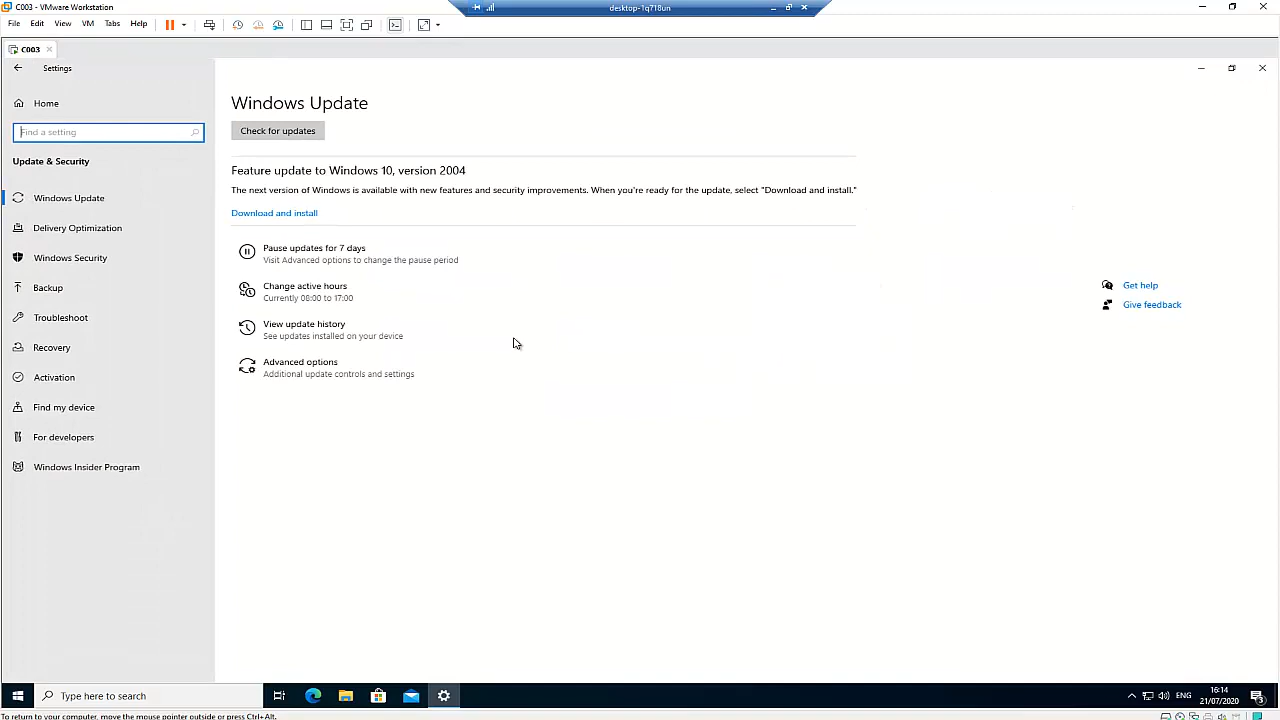 C003 - VMware Workstation
desktop-1q718un
File Edit View VM Tabs Help
C003
Settings
Home
Find a setting
Update & Security
Windows Update
Delivery Optimization
Windows Security
Backup
Troubleshoot
Recovery
Activation
Find my device
For developers
Windows Insider Program
Windows Update
Check for updates
Feature update to Windows 10, version 2004
The next version of Windows is available with new features and security improvements. When you're ready for the update, select "Download and install."
Download and install
Pause updates for 7 days
Visit Advanced options to change the pause period
Change active hours
Currently 08:00 to 17:00
View update history
See updates installed on your device
Advanced options
Additional update controls and settings
Get help
Give feedback
Type here to search
ENG
16:14
21/07/2020
3
To return to your computer, move the mouse pointer outside or press Ctrl+Alt.